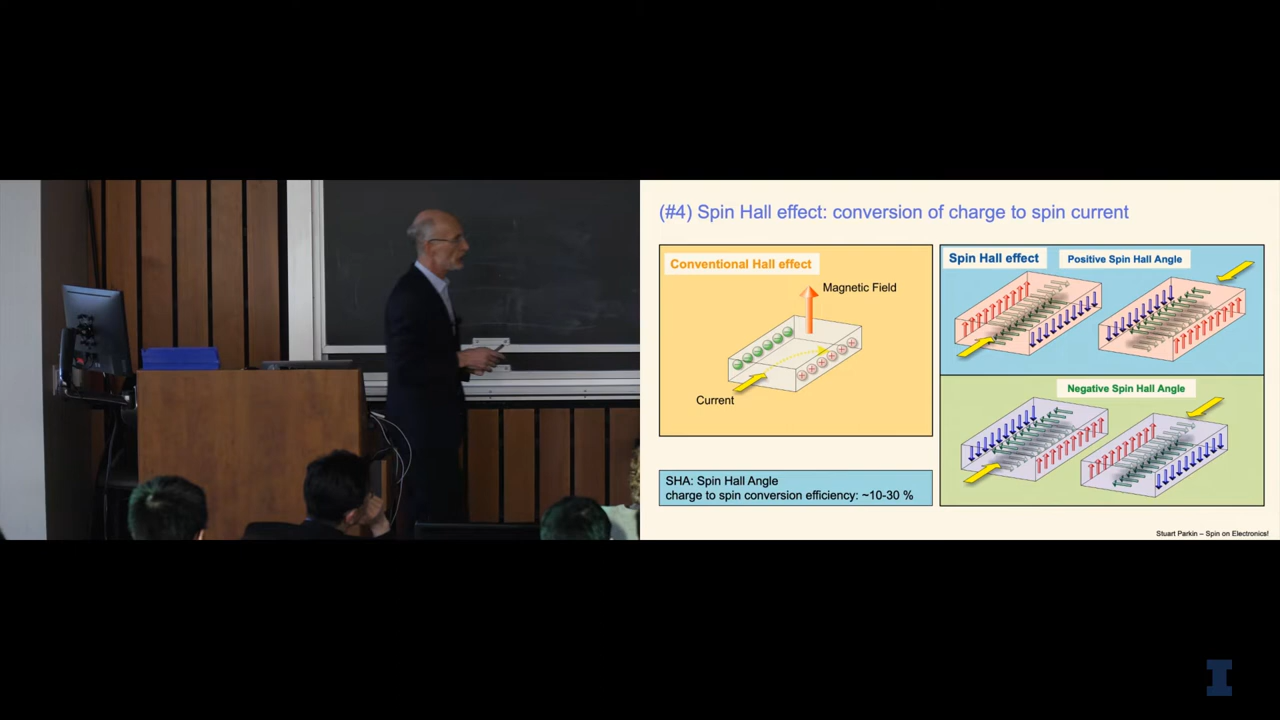 (#4) Spin Hall effect: conversion of charge to spin current
Conventional Hall effect
Magnetic Field
Current
SHA: Spin Hall Angle
charge to spin conversion efficiency: ~10-30 %
Spin Hall effect
Positive Spin Hall Angle
Negative Spin Hall Angle
Stuart Parkin – Spin on Electronics!